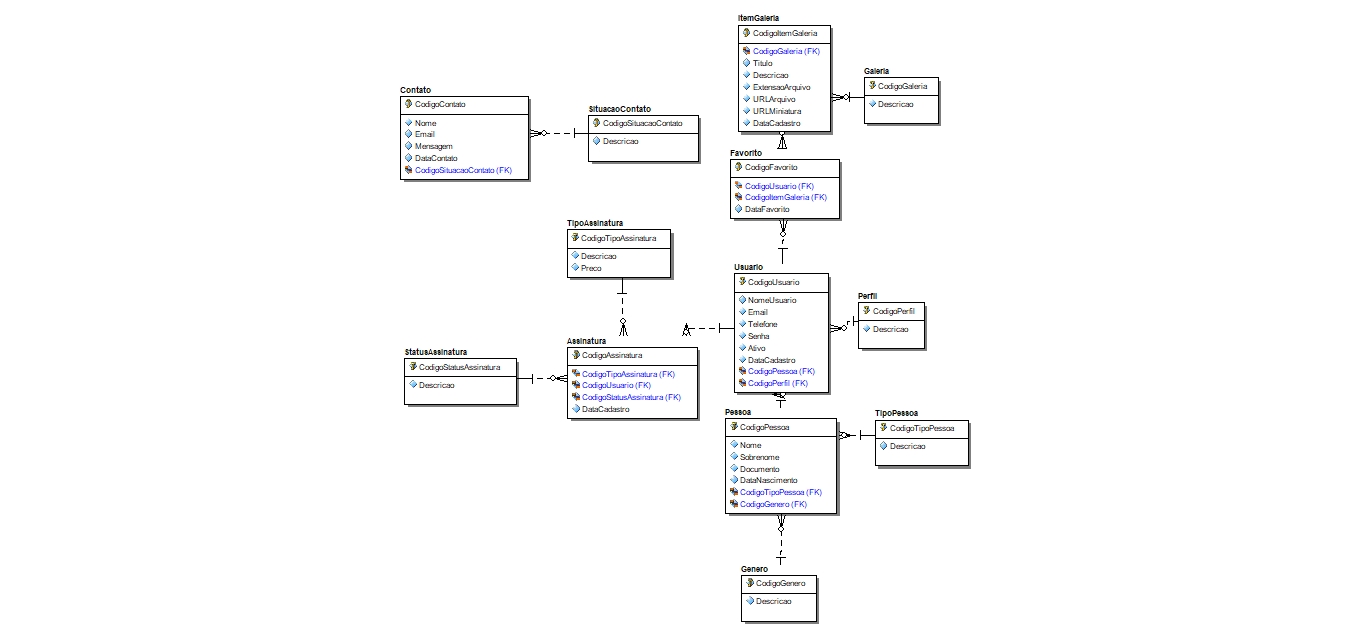 ItemGaleria
CodigoItemGaleria
CodigoGaleria (FK)
Titulo
Descricao
ExtensaoArquivo
URLArquivo
URLMiniatura
DataCadastro
Galeria
CodigoGaleria
Descricao
Contato
CodigoContato
Nome
Email
Mensagem
DataContato
CodigoSituacaoContato (FK)
SituacaoContato
CodigoSituacaoContato
Descricao
Favorito
CodigoFavorito
CodigoUsuario (FK)
CodigoItemGaleria (FK)
DataFavorito
TipoAssinatura
CodigoTipoAssinatura
Descricao
Preco
Usuario
CodigoUsuario
NomeUsuario
Email
Telefone
Senha
Ativo
DataCadastro
CodigoPessoa (FK)
CodigoPerfil (FK)
Perfil
CodigoPerfil
Descricao
StatusAssinatura
CodigoStatusAssinatura
Descricao
Assinatura
CodigoAssinatura
CodigoTipoAssinatura (FK)
CodigoUsuario (FK)
CodigoStatusAssinatura (FK)
DataCadastro
Pessoa
CodigoPessoa
Nome
Sobrenome
Documento
DataNascimento
CodigoTipoPessoa (FK)
CodigoGenero (FK)
TipoPessoa
CodigoTipoPessoa
Descricao
Genero
CodigoGenero
Descricao